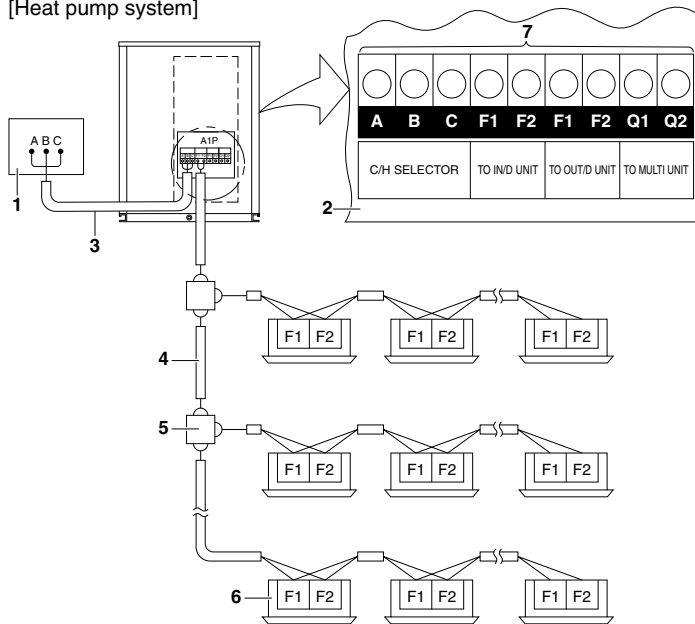 [Heat pump system]
7
A B C F1 F2 F1 F2 Q1 Q2
C/H SELECTOR TO IN/D UNIT TO OUT/D UNIT TO MULTI UNIT
2
A1P
A B C
1
3
F1 F2 F1 F2 F1 F2
4
5
F1 F2 F1 F2 F1 F2
6
F1 F2 F1 F2 F1 F2